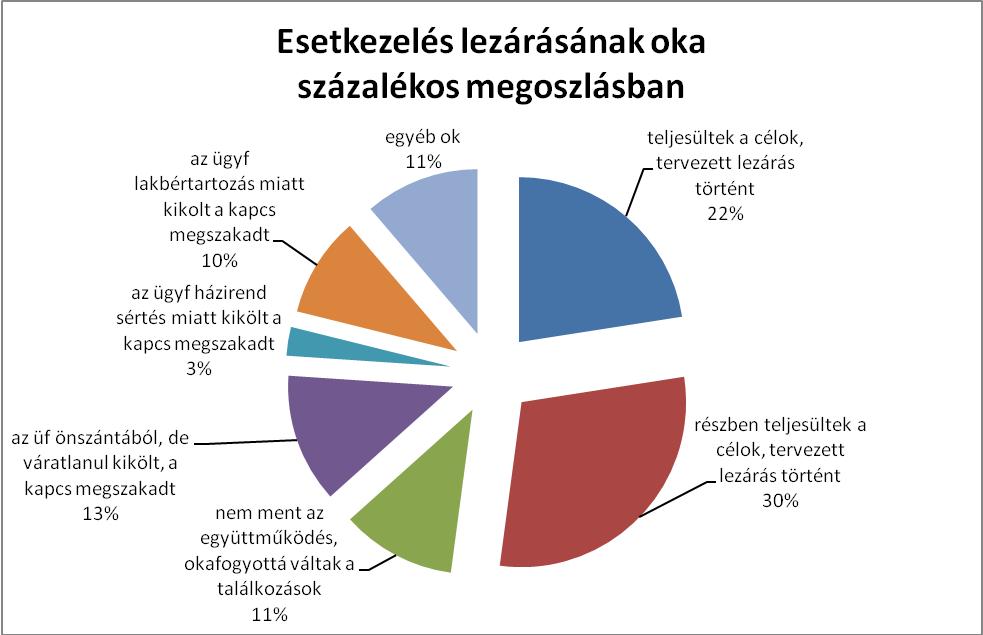 Esetkezelés lezárásának oka
százalékos megoszlásban
teljesültek a célok,
tervezett lezárás
történt
22%
részben teljesültek a
célok, tervezett
lezárás történt
30%
nem ment az
együttműködés,
okafogyottá váltak a
találkozások
11%
az üf önszántából, de
váratlanul kikölt, a
kapcs megszakadt
13%
az ügyf házirend
sértés miatt kikölt a
kapcs megszakadt
3%
az ügyf
lakbértartozás miatt
kikolt a kapcs
megszakadt
10%
egyéb ok
11%